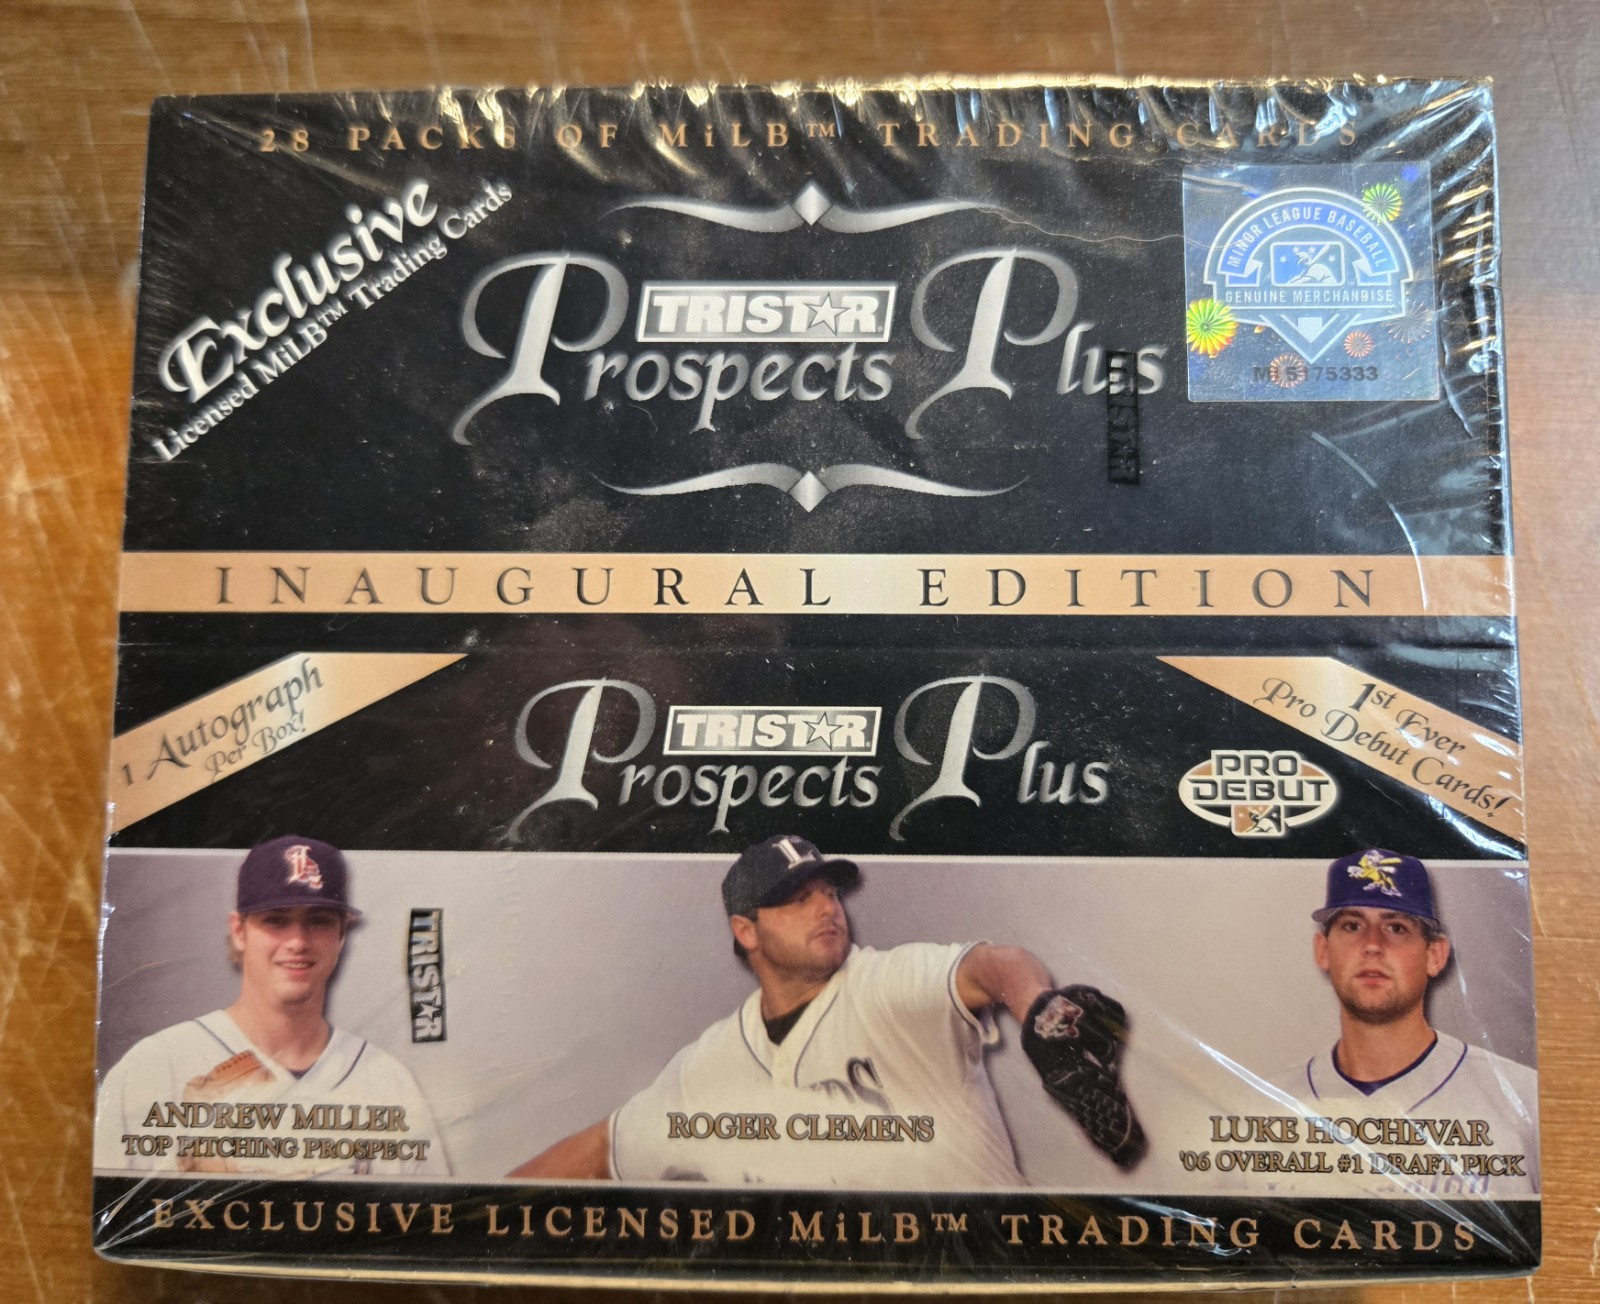 28 PACKS OF MiLB™ TRADING CARDS
Exclusive
Licensed MiLB™ Trading Cards
TRISTAR
Prospects Plus
MINOR LEAGUE BASEBALL
GENUINE MERCHANDISE
TRISTAR
INAUGURAL EDITION
1 Autograph
Per Box!
TRISTAR
Prospects Plus
1st Ever
Pro Debut Cards!
PRO
DEBUT
L
TRISTAR
ANDREW MILLER
TOP PITCHING PROSPECT
ROGER CLEMENS
LUKE HOCHEVAR
'06 OVERALL #1 DRAFT PICK
EXCLUSIVE LICENSED MiLB™ TRADING CARDS